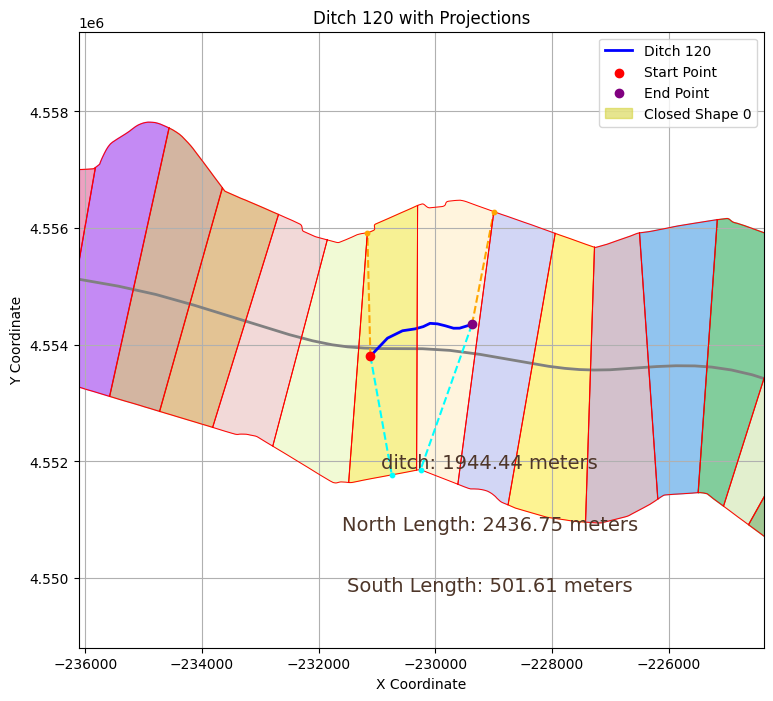 Ditch 120 with Projections
1e6
Ditch 120
Start Point
End Point
Closed Shape 0
4.558
4.556
4.554
4.552
4.550
Y Coordinate
ditch: 1944.44 meters
North Length: 2436.75 meters
South Length: 501.61 meters
−236000 −234000 −232000 −230000 −228000 −226000
X Coordinate